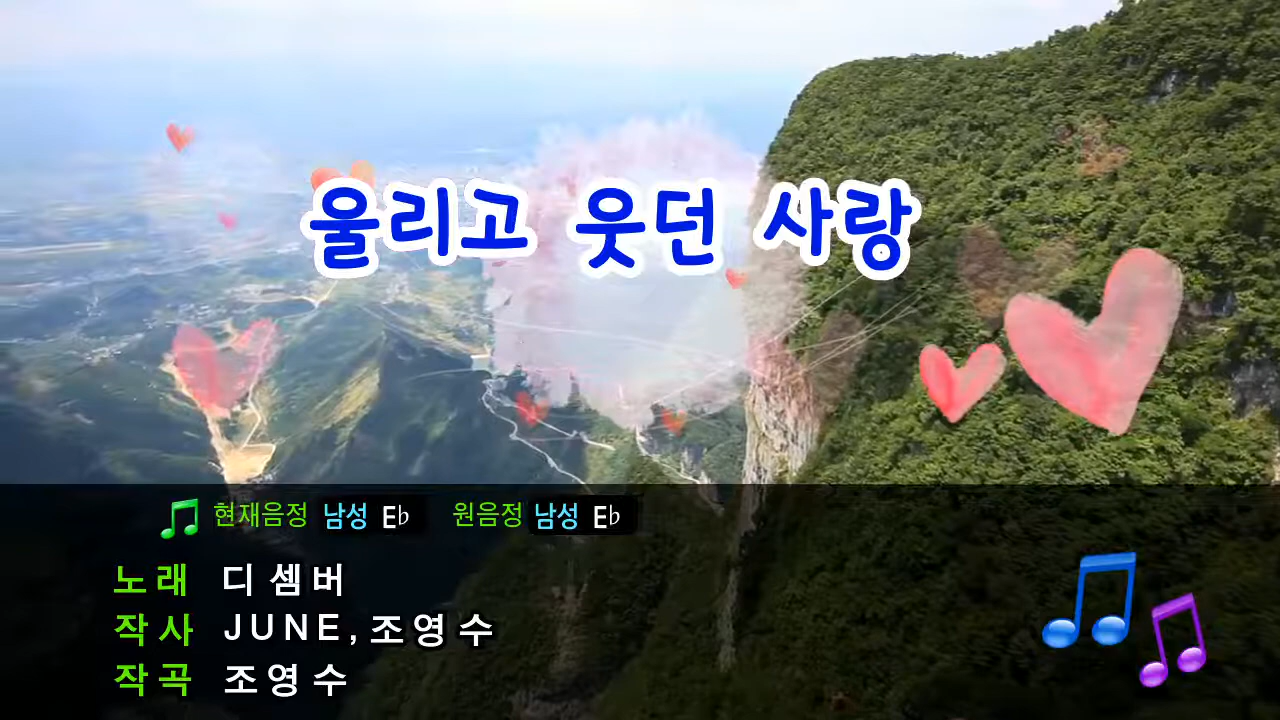 울리고 웃던 사랑
현재음정 남성 E♭ 원음정 남성 E♭
노래 디셈버
작사 JUNE,조영수
작곡 조영수